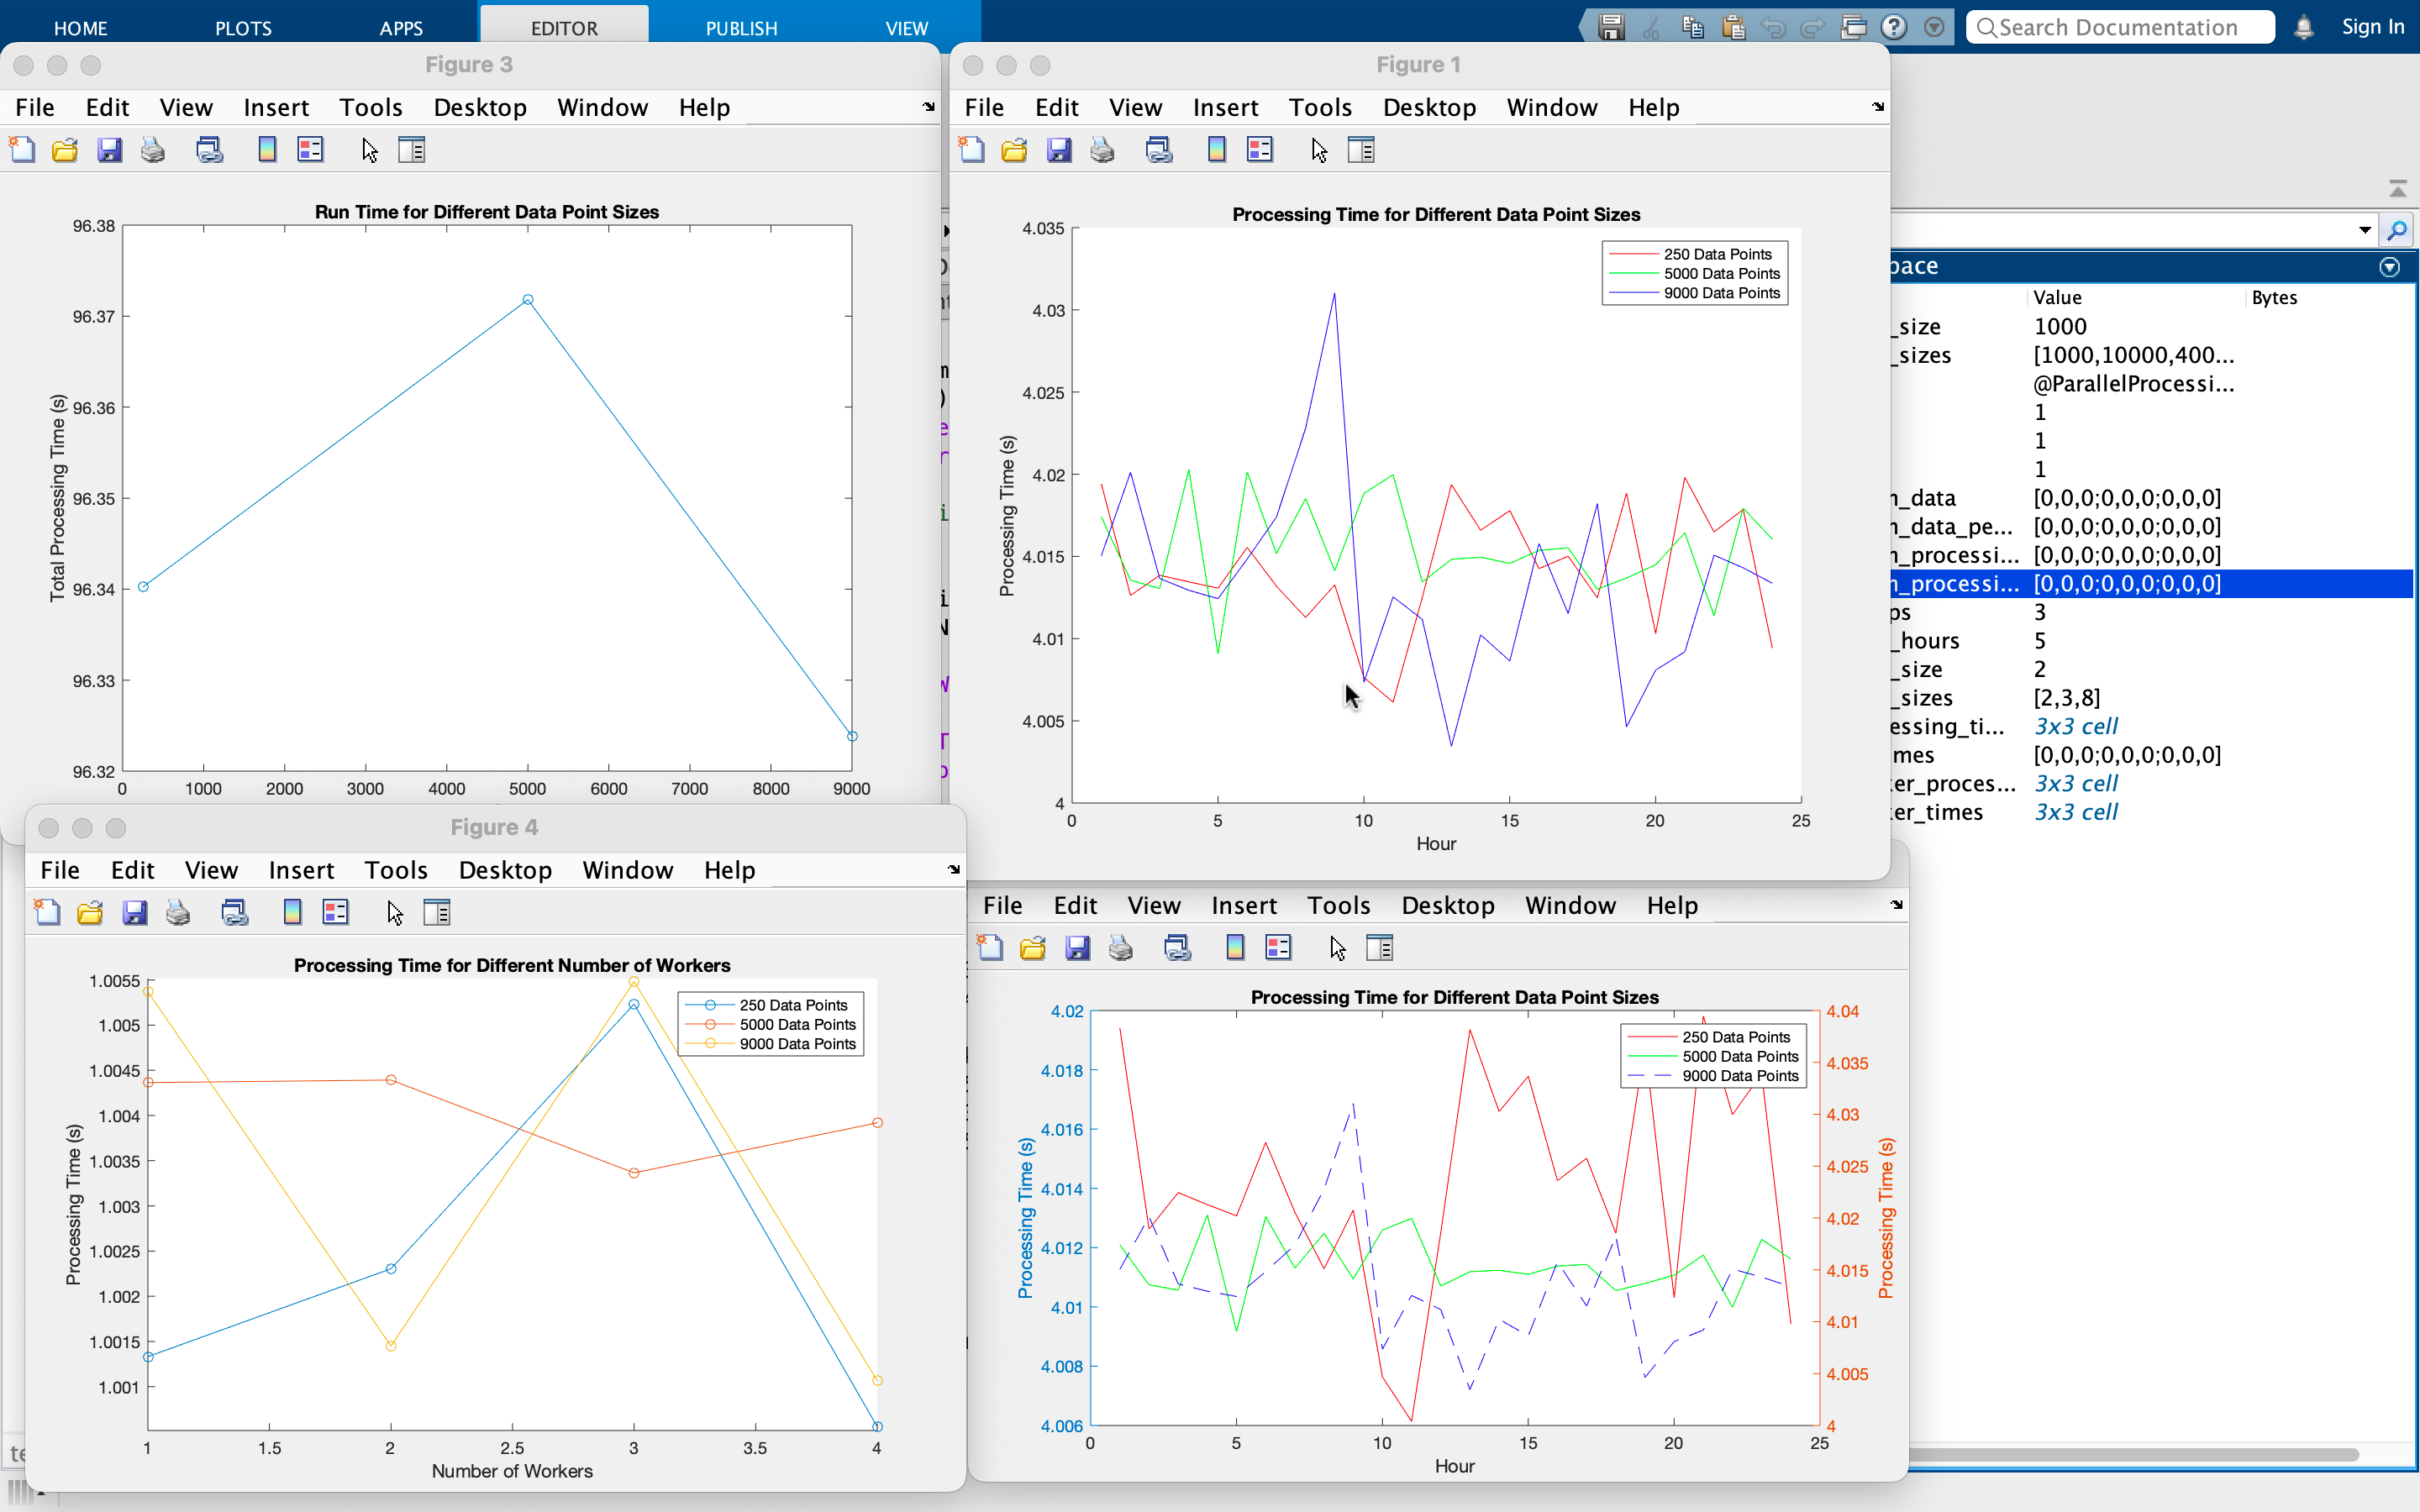 HOME PLOTS APPS EDITOR PUBLISH VIEW Search Documentation Sign In
Figure 3
File Edit View Insert Tools Desktop Window Help
Run Time for Different Data Point Sizes
Total Processing Time (s)
96.38
96.37
96.36
96.35
96.34
96.33
96.32
0 1000 2000 3000 4000 5000 6000 7000 8000 9000
Figure 1
File Edit View Insert Tools Desktop Window Help
Processing Time for Different Data Point Sizes
250 Data Points
5000 Data Points
9000 Data Points
Processing Time (s)
4.035
4.03
4.025
4.02
4.015
4.01
4.005
4
0 5 10 15 20 25
Hour
pace
Value Bytes
_size 1000
_sizes [1000,10000,400...
@ParallelProcessi...
1
1
1
n_data [0,0,0;0,0,0;0,0,0]
n_data_pe... [0,0,0;0,0,0;0,0,0]
n_processi... [0,0,0;0,0,0;0,0,0]
n_processi... [0,0,0;0,0,0;0,0,0]
ps 3
_hours 5
_size 2
_sizes [2,3,8]
essing_ti... 3x3 cell
mes [0,0,0;0,0,0;0,0,0]
ker_proces... 3x3 cell
ker_times 3x3 cell
Figure 4
File Edit View Insert Tools Desktop Window Help
Processing Time for Different Number of Workers
250 Data Points
5000 Data Points
9000 Data Points
Processing Time (s)
1.0055
1.005
1.0045
1.004
1.0035
1.003
1.0025
1.002
1.0015
1.001
1 1.5 2 2.5 3 3.5 4
Number of Workers
File Edit View Insert Tools Desktop Window Help
Processing Time for Different Data Point Sizes
250 Data Points
5000 Data Points
9000 Data Points
Processing Time (s)
4.02
4.018
4.016
4.014
4.012
4.01
4.008
4.006
4.04
4.035
4.03
4.025
4.02
4.015
4.01
4.005
4
Processing Time (s)
0 5 10 15 20 25
Hour
te